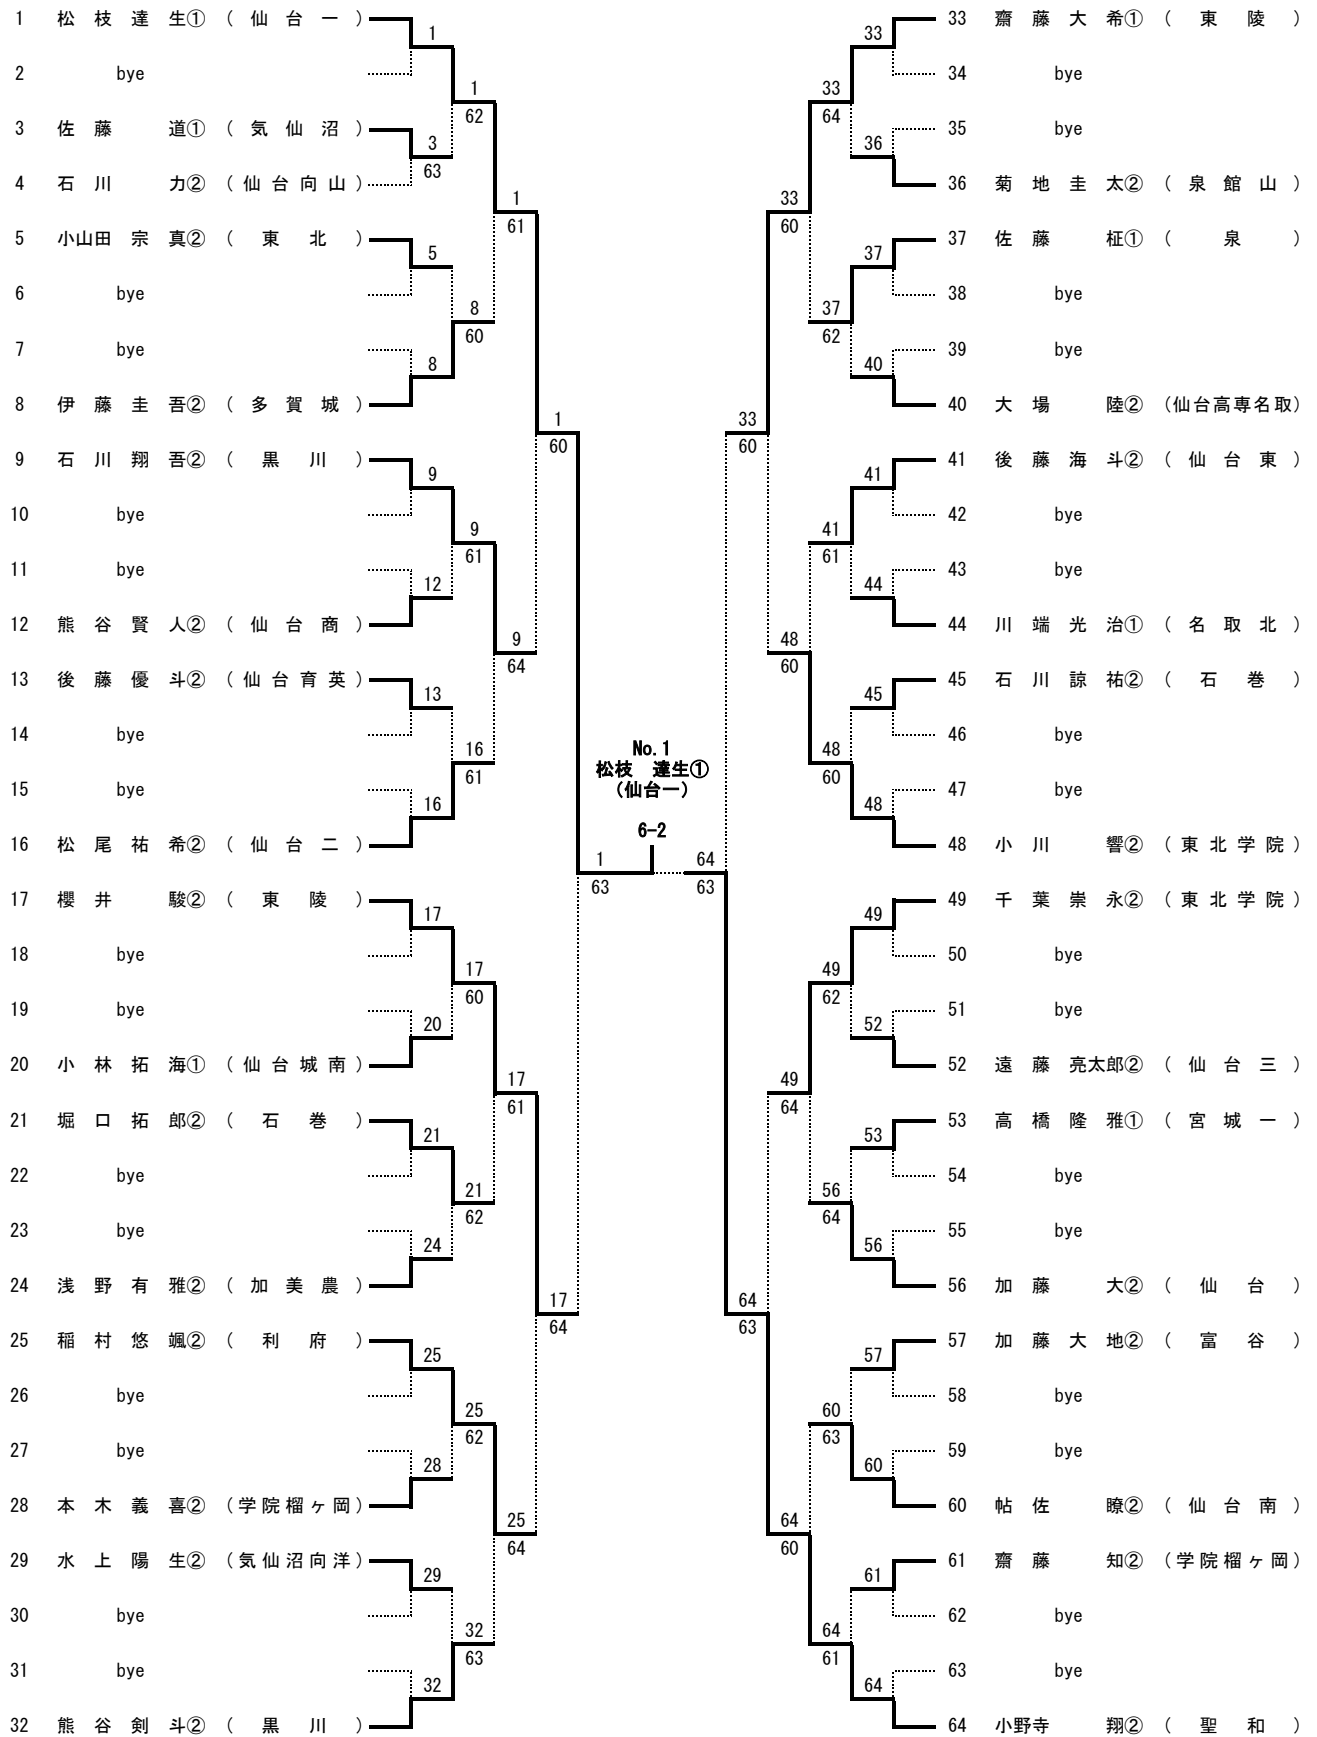 1 松枝 達生① (仙台一)
2 bye
3 佐藤 道① (気仙沼)
4 石川 力② (仙台向山)
5 小山田 宗真② (東北)
6 bye
7 bye
8 伊藤 圭吾② (多賀城)
9 石川 翔吾② (黒川)
10 bye
11 bye
12 熊谷 賢人② (仙台商)
13 後藤 優斗② (仙台育英)
14 bye
15 bye
16 松尾 祐希② (仙台二)
17 櫻井 駿② (東陵)
18 bye
19 bye
20 小林 拓海① (仙台城南)
21 堀口 拓郎② (石巻)
22 bye
23 bye
24 浅野 有雅② (加美農)
25 稲村 悠颯② (利府)
26 bye
27 bye
28 本木 義喜② (学院榴ヶ岡)
29 水上 陽生② (気仙沼向洋)
30 bye
31 bye
32 熊谷 剣斗② (黒川)
1
3
63
5
8
9
12
13
16
17
20
21
24
25
28
29
32
1
62
8
60
9
61
16
61
17
60
21
62
25
62
32
63
1
61
9
64
17
61
25
64
1
60
17
64
1
63
No.1
松枝 達生①
(仙台一)
6-2
64
63
33
60
64
63
33
60
48
60
49
64
64
60
33
64
37
62
41
61
48
60
49
62
56
64
60
63
64
61
33
36
37
40
41
44
45
48
49
52
53
56
57
60
61
64
33 齋藤 大希① (東陵)
34 bye
35 bye
36 菊地 圭太② (泉館山)
37 佐藤 柾① (泉)
38 bye
39 bye
40 大場 陸② (仙台高専名取)
41 後藤 海斗② (仙台東)
42 bye
43 bye
44 川端 光治① (名取北)
45 石川 諒祐② (石巻)
46 bye
47 bye
48 小川 響② (東北学院)
49 千葉 崇永② (東北学院)
50 bye
51 bye
52 遠藤 亮太郎② (仙台三)
53 高橋 隆雅① (宮城一)
54 bye
55 bye
56 加藤 大② (仙台)
57 加藤 大地② (富谷)
58 bye
59 bye
60 帖佐 瞭② (仙台南)
61 齋藤 知② (学院榴ヶ岡)
62 bye
63 bye
64 小野寺 翔② (聖和)